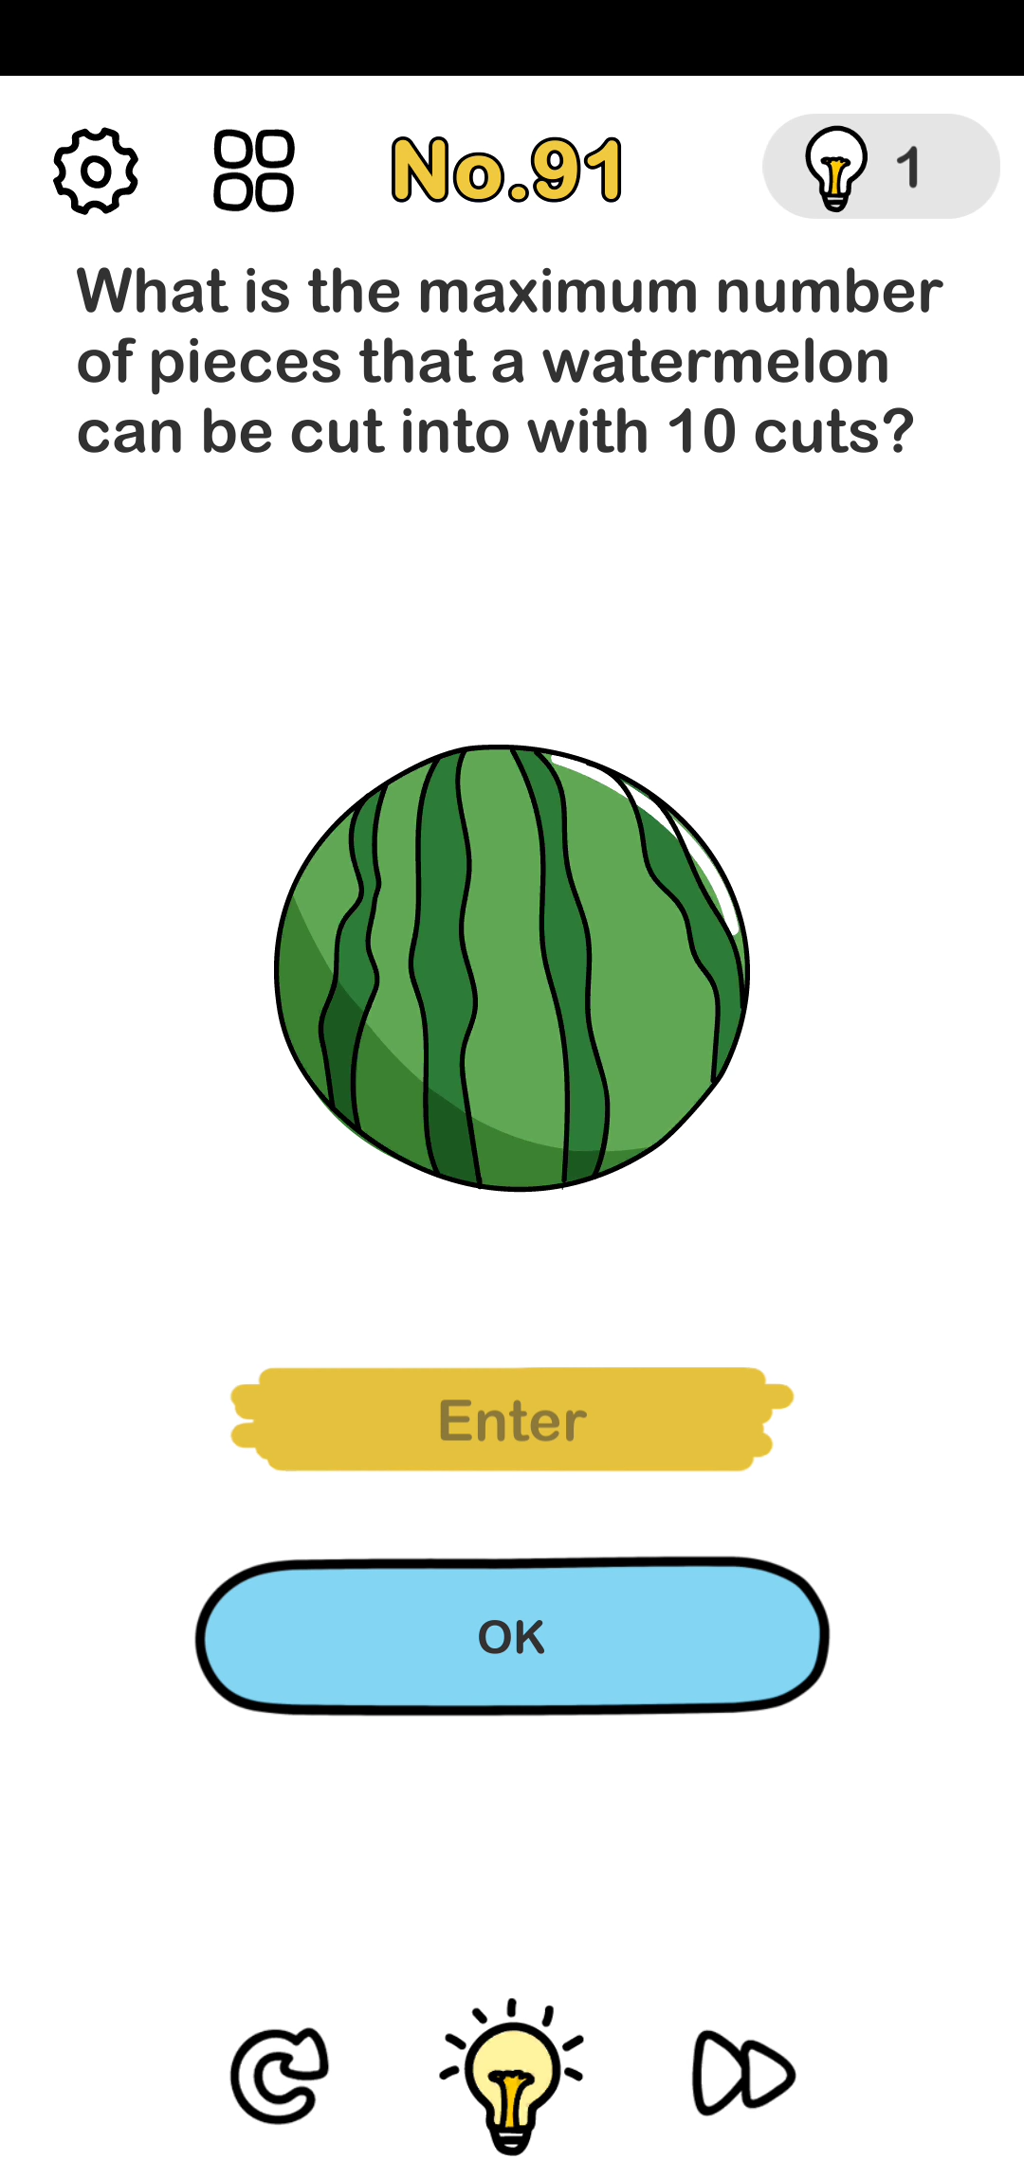 No.91
1
What is the maximum number
of pieces that a watermelon
can be cut into with 10 cuts?
Enter
OK